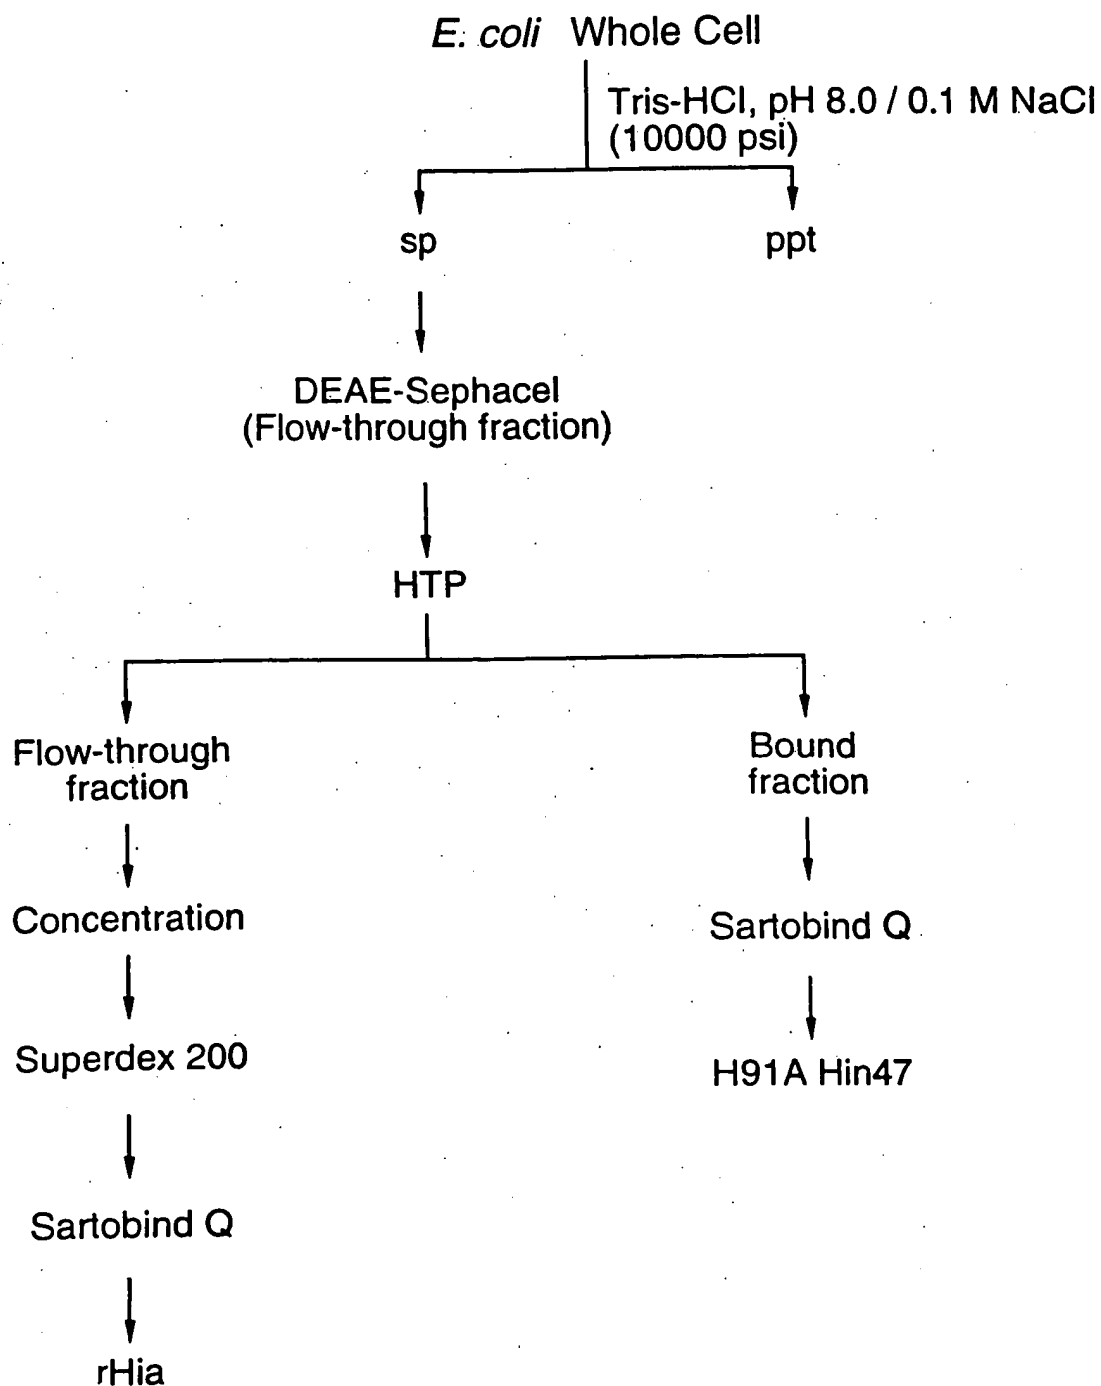 E. coli Whole Cell
Tris-HCl, pH 8.0 / 0.1 M NaCl
(10000 psi)
sp
ppt
DEAE-Sephacel
(Flow-through fraction)
HTP
Flow-through
fraction
Bound
fraction
Concentration
Sartobind Q
Superdex 200
H91A Hin47
Sartobind Q
rHia